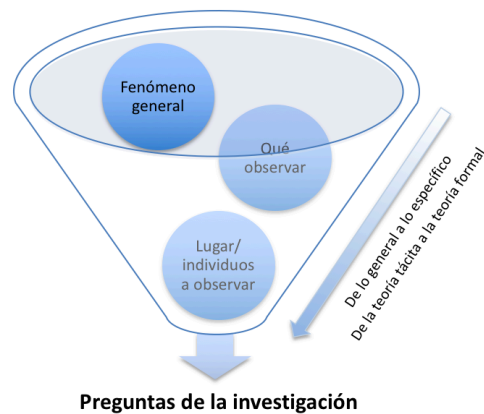 Fenómeno
general
Qué
observar
Lugar/
individuos
a observar
De lo general a lo específico
De la teoría tácita a la teoría formal
Preguntas de la investigación